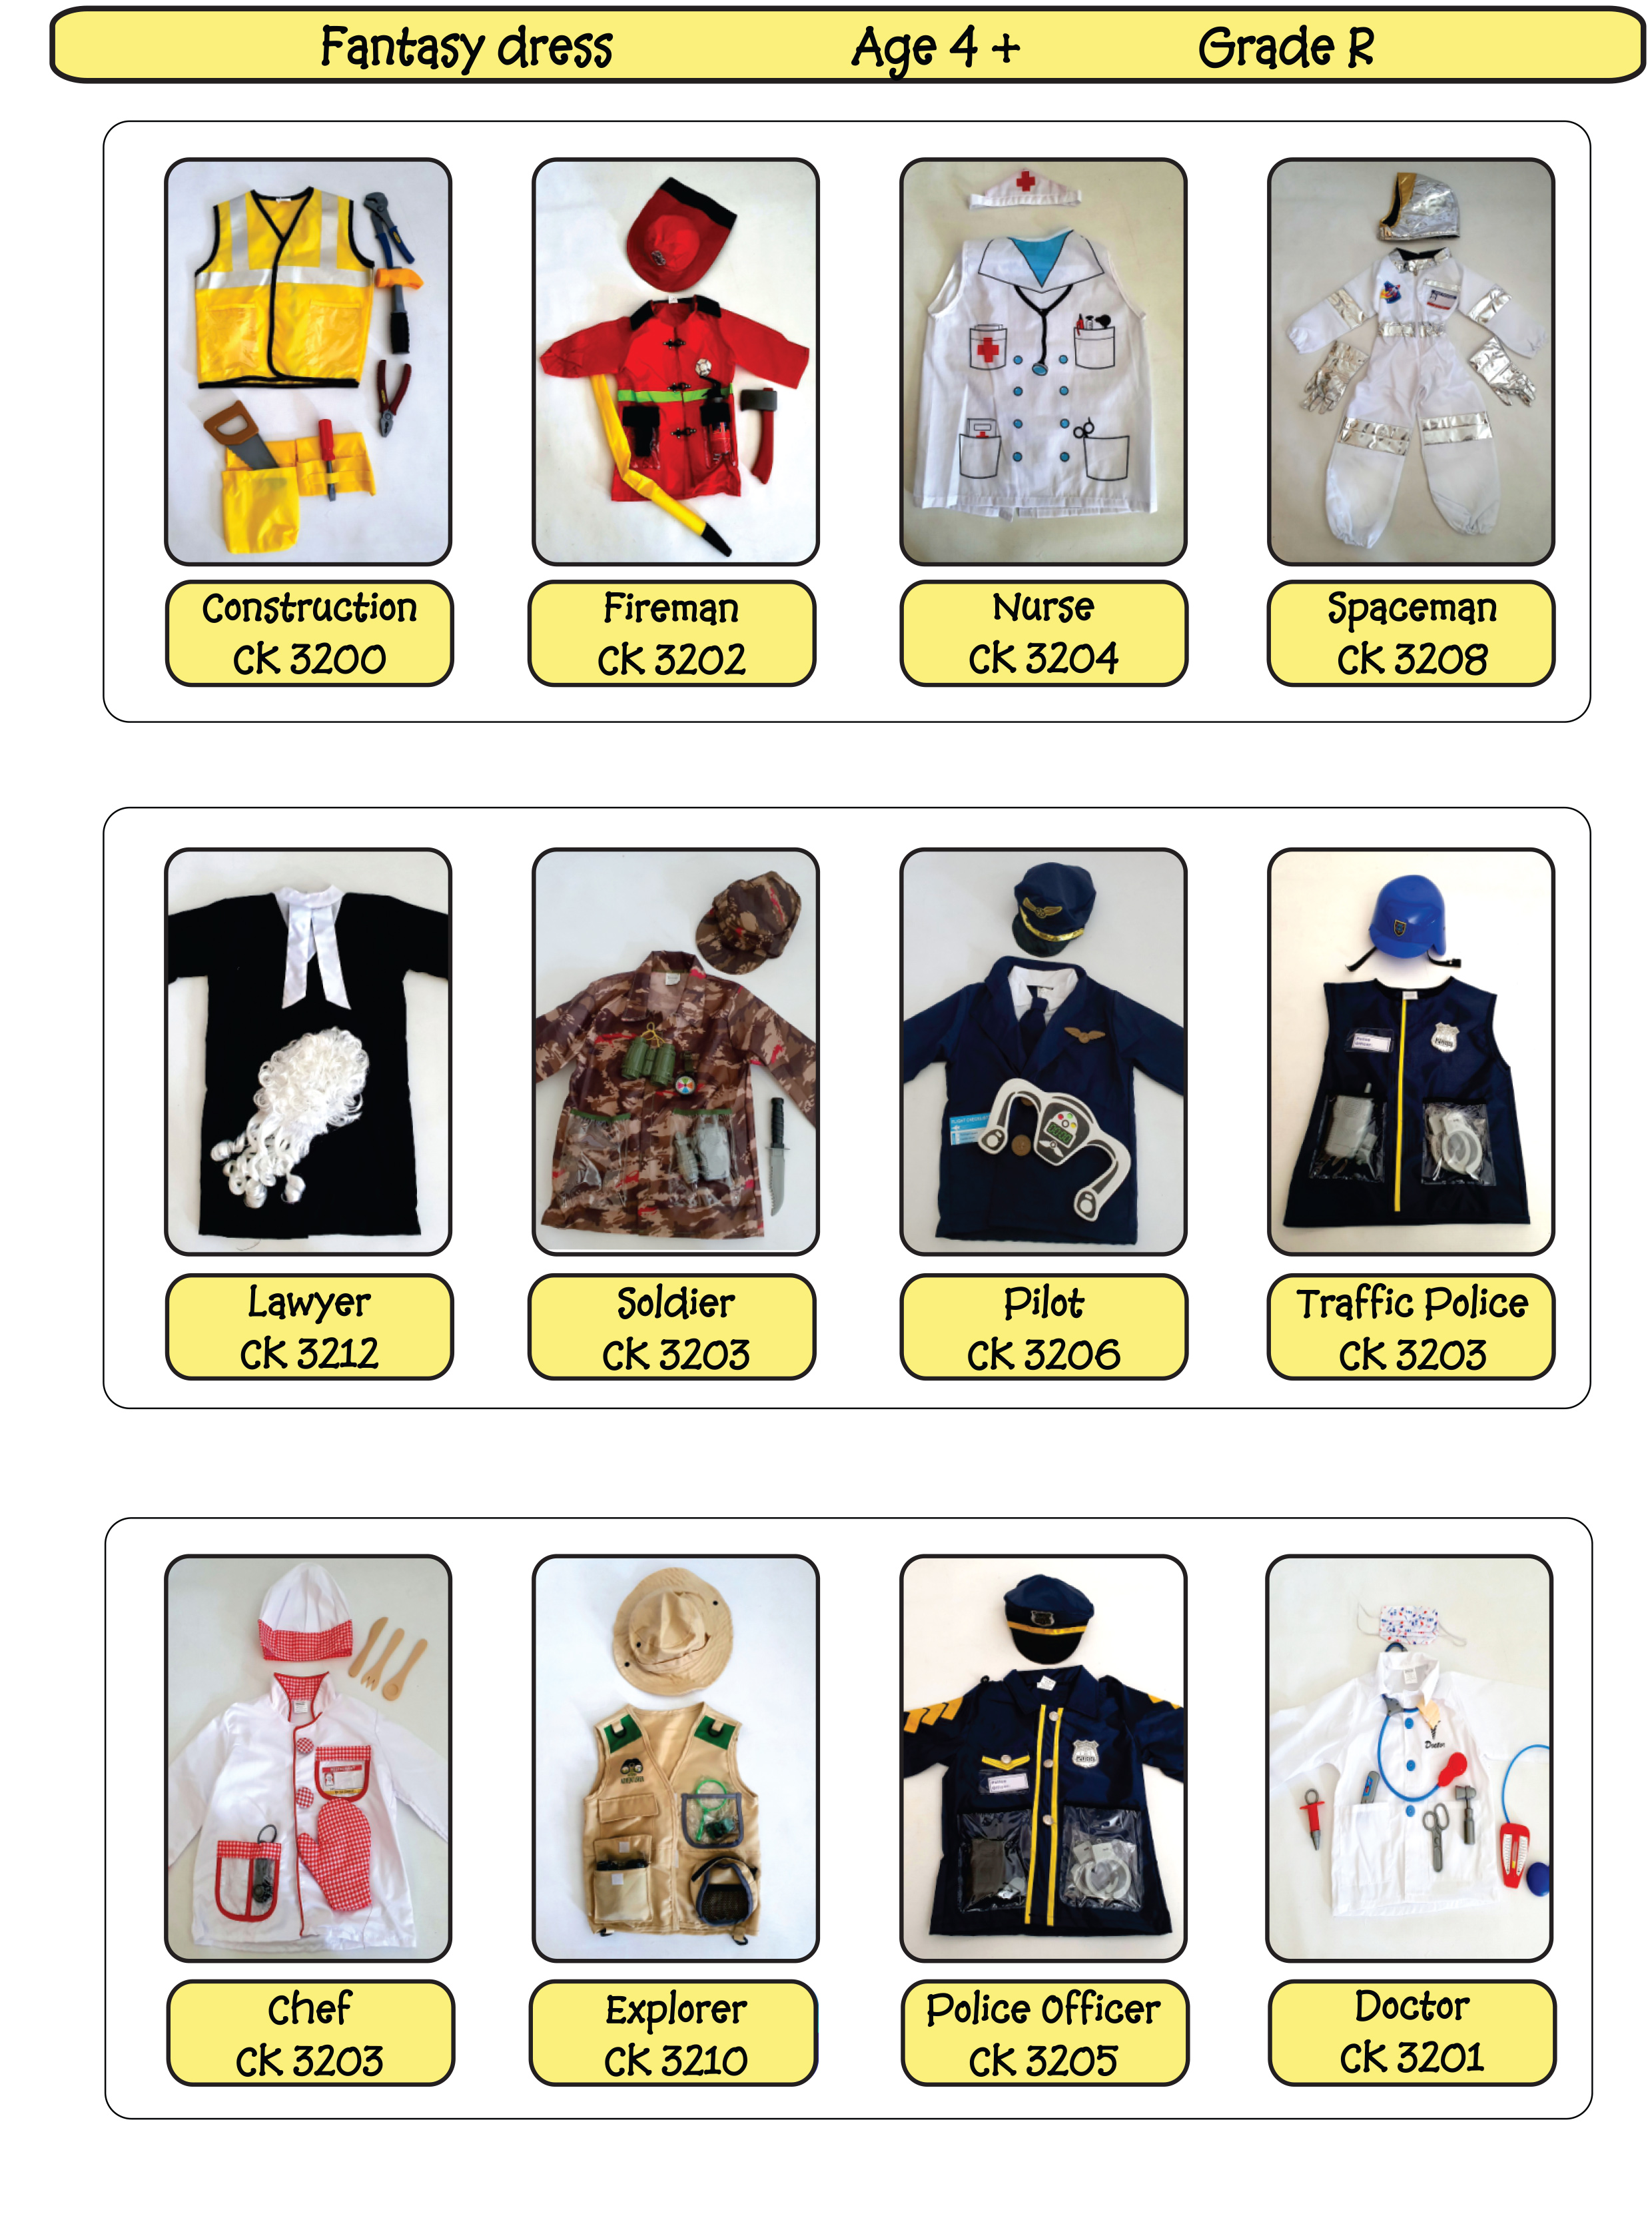 Fantasy dress Age 4 + Grade R
Construction
CK 3200
Fireman
CK 3202
Nurse
CK 3204
Spaceman
CK 3208
Lawyer
CK 3212
Soldier
CK 3203
Pilot
CK 3206
Traffic Police
CK 3203
Chef
CK 3203
Explorer
CK 3210
Doctor
Police Officer
CK 3205
Doctor
CK 3201